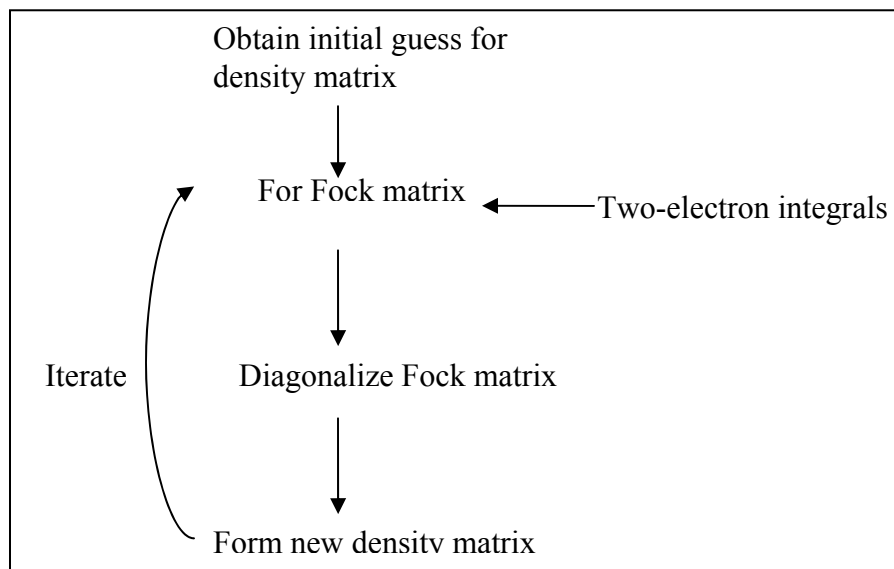 Obtain initial guess for
density matrix
For Fock matrix
Two-electron integrals
Iterate
Diagonalize Fock matrix
Form new density matrix